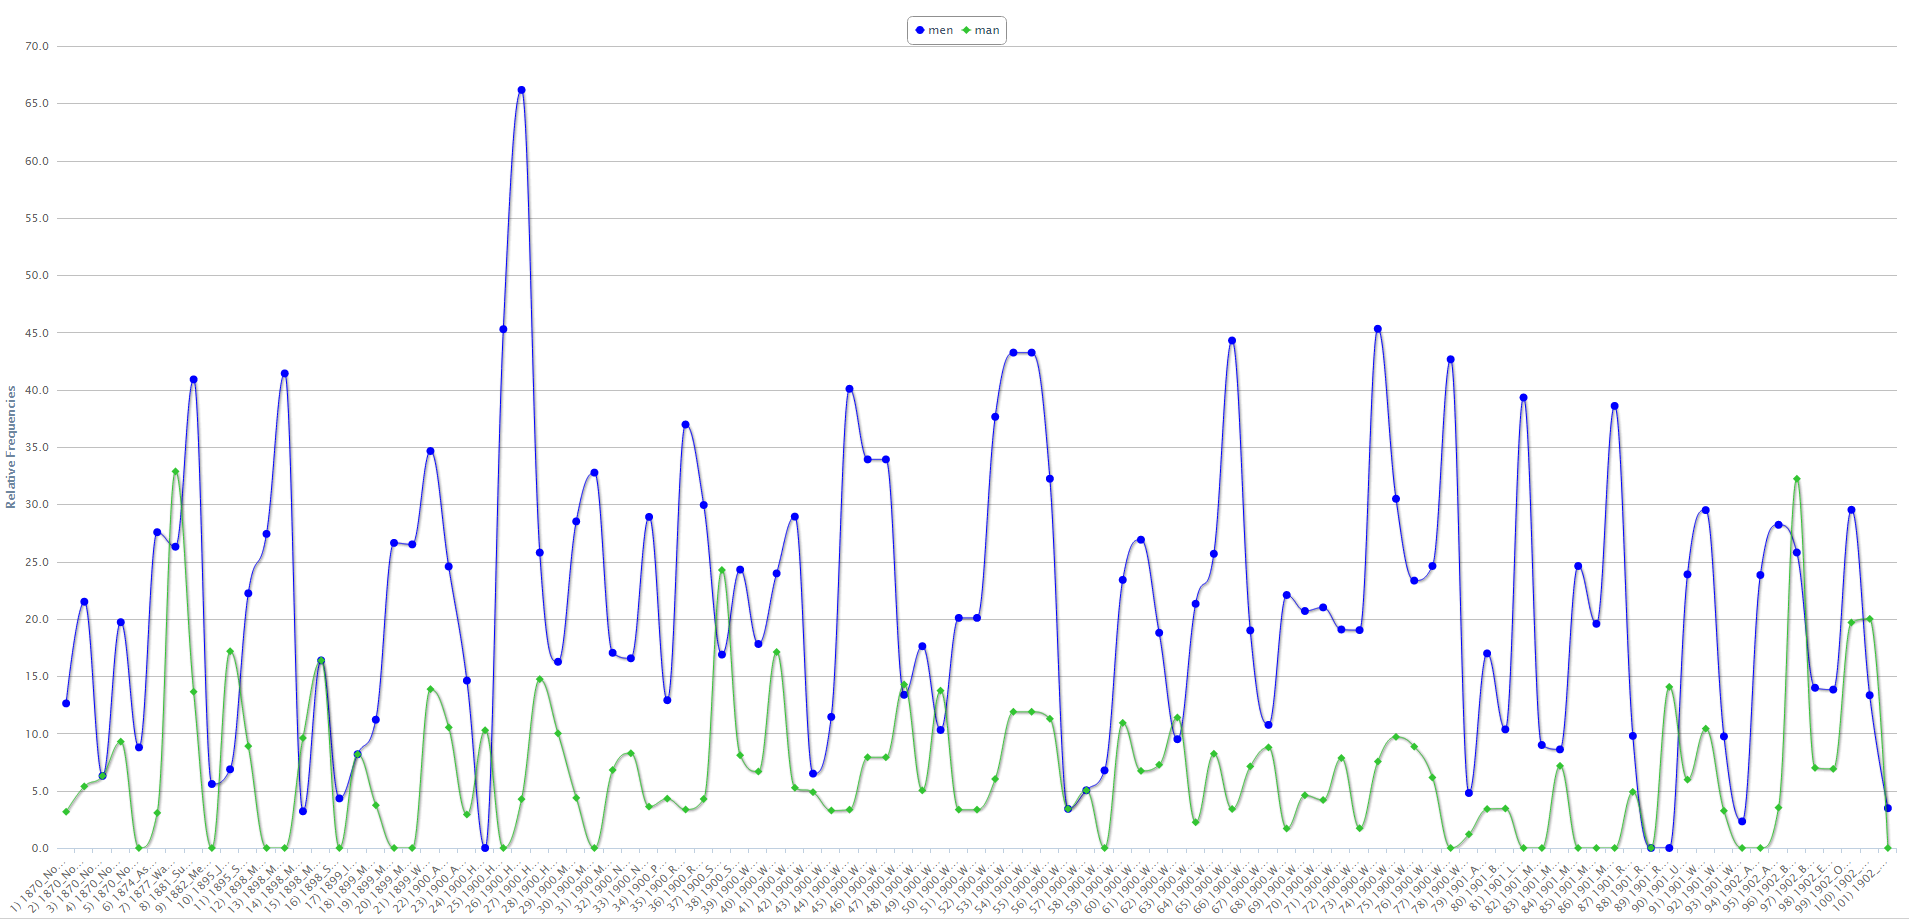 men man
70.0
65.0
60.0
55.0
50.0
45.0
40.0
35.0
30.0
25.0
20.0
15.0
10.0
5.0
0.0
Relative Frequencies
1) 1870_No...
2) 1870_No...
3) 1870_No...
4) 1870_No...
5) 1870_No...
6) 1874_As...
7) 1877_Wa...
8) 1881_Su...
9) 1882_Me...
10) 1895_J...
11) 1895_S...
12) 1898_M...
13) 1898_M...
14) 1898_M...
15) 1898_M...
16) 1898_S...
17) 1899_J...
18) 1899_M...
19) 1899_M...
20) 1899_M...
21) 1899_W...
22) 1900_A...
23) 1900_A...
24) 1900_H...
25) 1900_H...
26) 1900_H...
27) 1900_H...
28) 1900_M...
29) 1900_M...
30) 1900_M...
31) 1900_M...
32) 1900_N...
33) 1900_N...
34) 1900_P...
35) 1900_R...
36) 1900_R...
37) 1900_S...
38) 1900_S...
39) 1900_W...
40) 1900_W...
41) 1900_W...
42) 1900_W...
43) 1900_W...
44) 1900_W...
45) 1900_W...
46) 1900_W...
47) 1900_W...
48) 1900_W...
49) 1900_W...
50) 1900_W...
51) 1900_W...
52) 1900_W...
53) 1900_W...
54) 1900_W...
55) 1900_W...
56) 1900_W...
57) 1900_W...
58) 1900_W...
59) 1900_W...
60) 1900_W...
61) 1900_W...
62) 1900_W...
63) 1900_W...
64) 1900_W...
65) 1900_W...
66) 1900_W...
67) 1900_W...
68) 1900_W...
69) 1900_W...
70) 1900_W...
71) 1900_W...
72) 1900_W...
73) 1900_W...
74) 1900_W...
75) 1900_W...
76) 1900_W...
77) 1900_W...
78) 1900_W...
79) 1901_A...
80) 1901_B...
81) 1901_L...
82) 1901_M...
83) 1901_M...
84) 1901_M...
85) 1901_M...
86) 1901_M...
87) 1901_R...
88) 1901_R...
89) 1901_R...
90) 1901_U...
91) 1901_W...
92) 1901_W...
93) 1901_W...
94) 1902_A...
95) 1902_A...
96) 1902_B...
97) 1902_B...
98) 1902_E...
99) 1902_O...
100) 1902_...
101) 1902_...